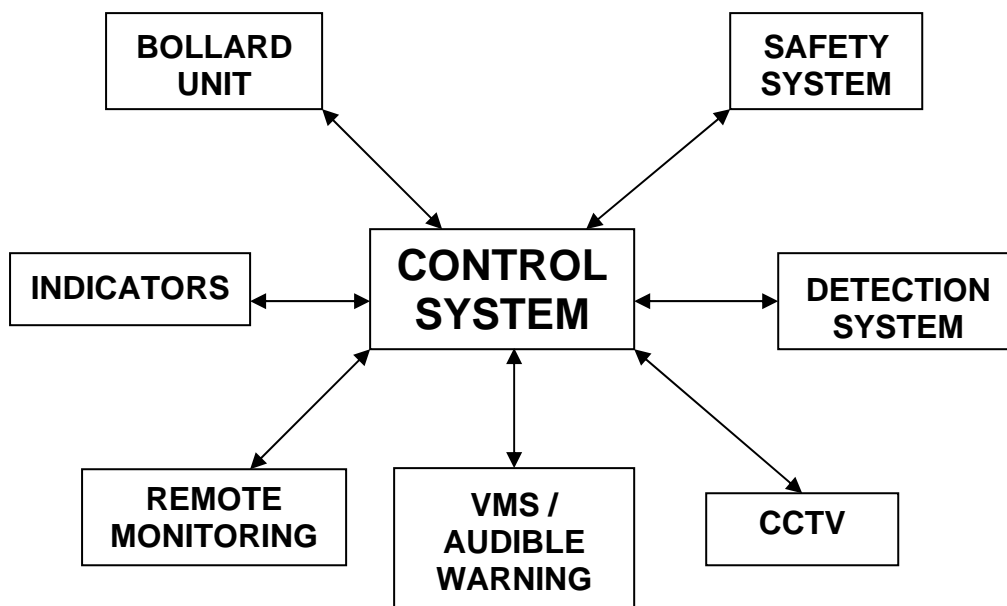 BOLLARD
UNIT
SAFETY
SYSTEM
CONTROL
SYSTEM
INDICATORS
DETECTION
SYSTEM
REMOTE
MONITORING
VMS /
AUDIBLE
WARNING
CCTV